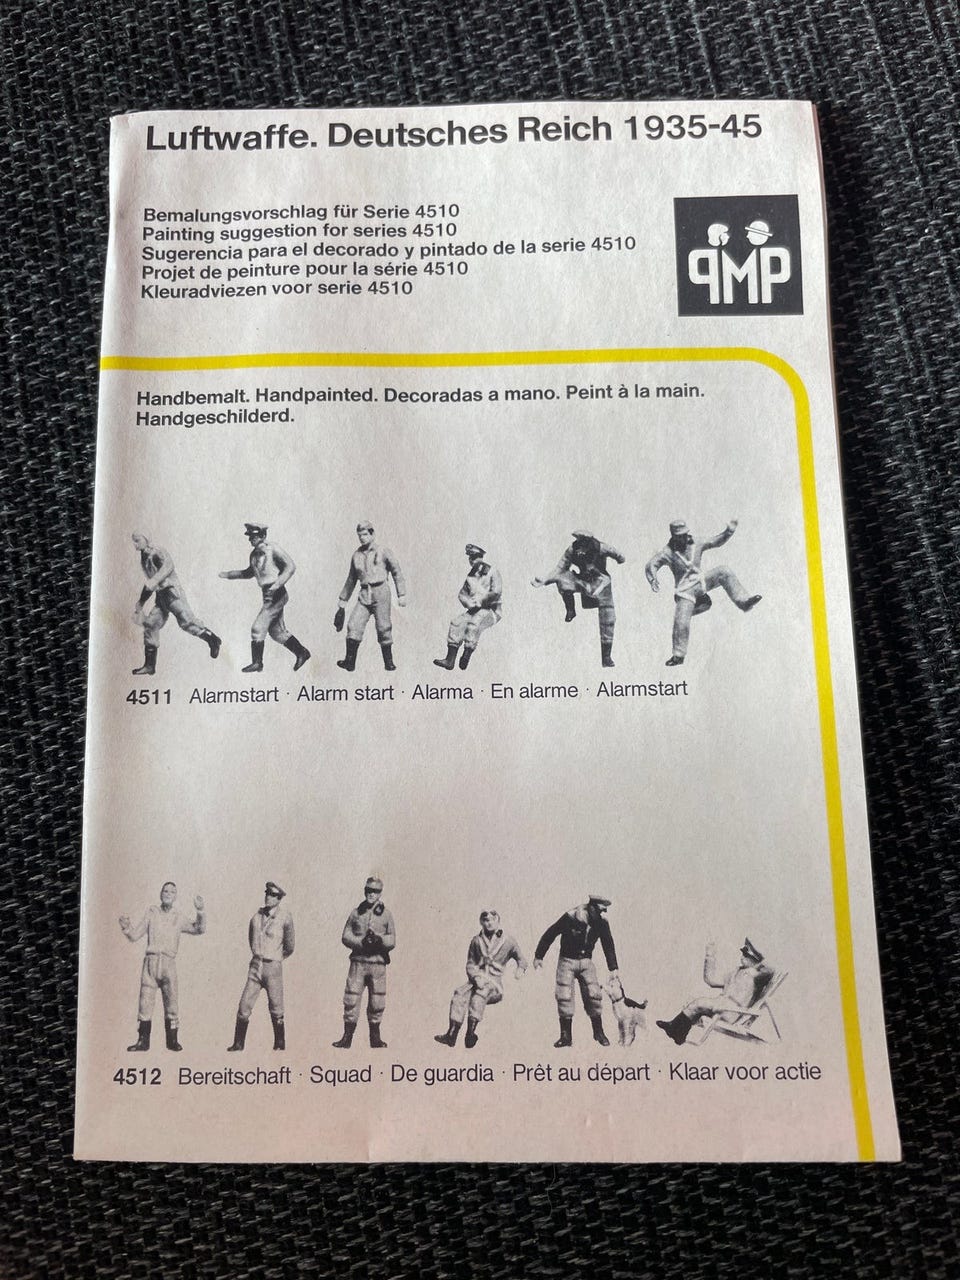 Luftwaffe. Deutsches Reich 1935-45
Bemalungsvorschlag für Serie 4510
Painting suggestion for series 4510
Sugerencia para el decorado y pintado de la serie 4510
Projet de peinture pour la série 4510
Kleuradviezen voor serie 4510
PMP
Handbemalt. Handpainted. Decoradas a mano. Peint à la main.
Handgeschilderd.
4511 Alarmstart · Alarm start · Alarma · En alarme · Alarmstart
4512 Bereitschaft · Squad · De guardia · Prêt au départ · Klaar voor actie